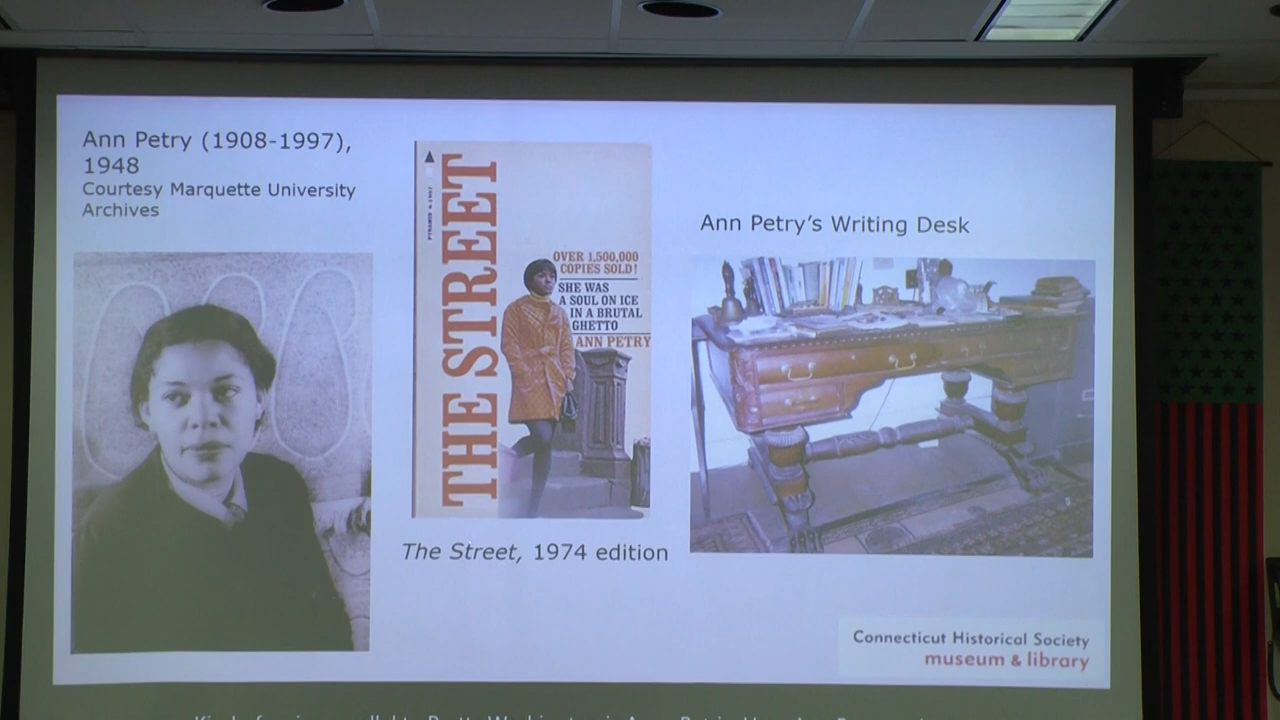 Ann Petry (1908-1997),
1948
Courtesy Marquette University
Archives
THE STREET
OVER 1,500,000
COPIES SOLD!
SHE WAS
A SOUL ON ICE
IN A BRUTAL
GHETTO
ANN PETRY
The Street, 1974 edition
Ann Petry’s Writing Desk
Connecticut Historical Society
museum & library